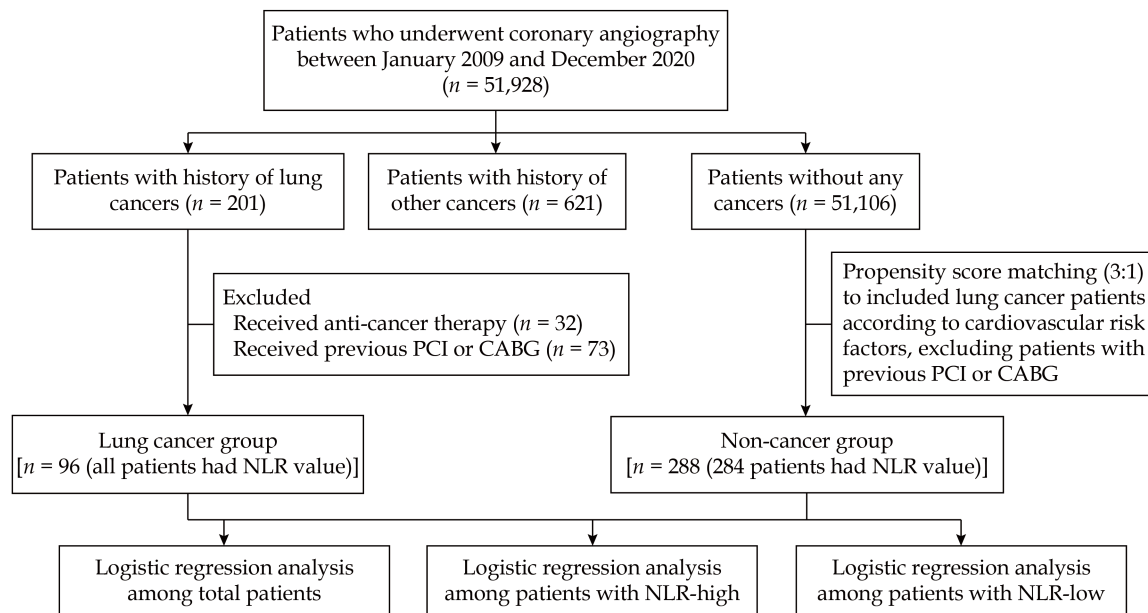 Patients who underwent coronary angiography
between January 2009 and December 2020
(n = 51,928)
Patients with history of lung
cancers (n = 201)
Patients with history of
other cancers (n = 621)
Patients without any
cancers (n = 51,106)
Excluded
Received anti-cancer therapy (n = 32)
Received previous PCI or CABG (n = 73)
Propensity score matching (3:1)
to included lung cancer patients
according to cardiovascular risk
factors, excluding patients with
previous PCI or CABG
Lung cancer group
[n = 96 (all patients had NLR value)]
Non-cancer group
[n = 288 (284 patients had NLR value)]
Logistic regression analysis
among total patients
Logistic regression analysis
among patients with NLR-high
Logistic regression analysis
among patients with NLR-low